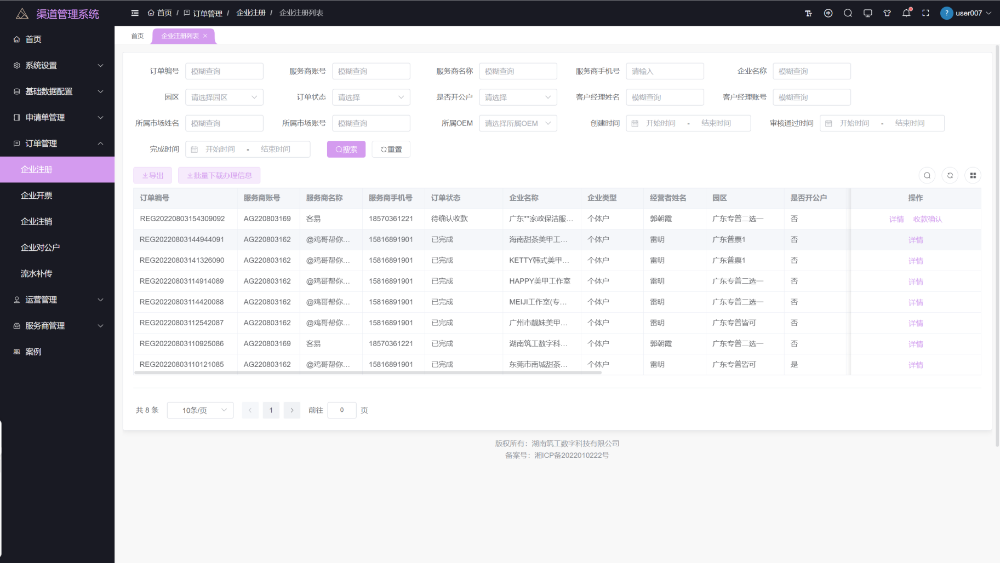 渠道管理系统
首页 / 订单管理 / 企业注册 / 企业注册列表
user007
首页
系统设置
基础数据配置
申请单管理
订单管理
企业注册
企业开票
企业注销
企业对公户
流水补传
运营管理
服务商管理
案例
首页 企业注册列表 ×
订单编号 模糊查询 服务商账号 模糊查询 服务商名称 模糊查询 服务商手机号 请输入 企业名称 模糊查询
园区 请选择园区 订单状态 请选择 是否开公户 请选择 客户经理姓名 模糊查询 客户经理账号 模糊查询
所属市场姓名 模糊查询 所属市场账号 模糊查询 所属OEM 请选择所属OEM 创建时间 开始时间 - 结束时间 审核通过时间 开始时间 - 结束时间
完成时间 开始时间 - 结束时间 搜索 重置
导出 批量下载办理信息
订单编号 服务商账号 服务商名称 服务商手机号 订单状态 企业名称 企业类型 经营者姓名 园区 是否开公户 操作
REG20220803154309092 AG220803169 客易 18570361221 待确认收款 广东**家政保洁服... 个体户 郭朝霞 广东专普二选一 否 详情 收款确认
REG20220803144944091 AG220803162 @鸡哥帮你... 15816891901 已完成 海南甜茶美甲工... 个体户 雷明 广东普票1 否 详情
REG20220803141326090 AG220803162 @鸡哥帮你... 15816891901 已完成 KETTY韩式美甲... 个体户 雷明 广东普票1 否 详情
REG20220803114914089 AG220803162 @鸡哥帮你... 15816891901 已完成 HAPPY美甲工作室 个体户 雷明 广东专普二选一 否 详情
REG20220803114420088 AG220803162 @鸡哥帮你... 15816891901 已完成 MEIJI工作室(专... 个体户 雷明 广东专普二选一 否 详情
REG20220803112542087 AG220803162 @鸡哥帮你... 15816891901 已完成 广州市靓妹美甲... 个体户 雷明 广东专普皆可 否 详情
REG20220803110925086 AG220803169 客易 18570361221 已完成 湖南筑工数字科... 个体户 郭朝霞 广东专普二选一 否 详情
REG20220803110121085 AG220803162 @鸡哥帮你... 15816891901 已完成 东莞市南城甜茶... 个体户 雷明 广东专普皆可 是 详情
共 8 条 10条/页 1 前往 0 页
版权所有：湖南筑工数字科技有限公司
备案号：湘ICP备2022010222号